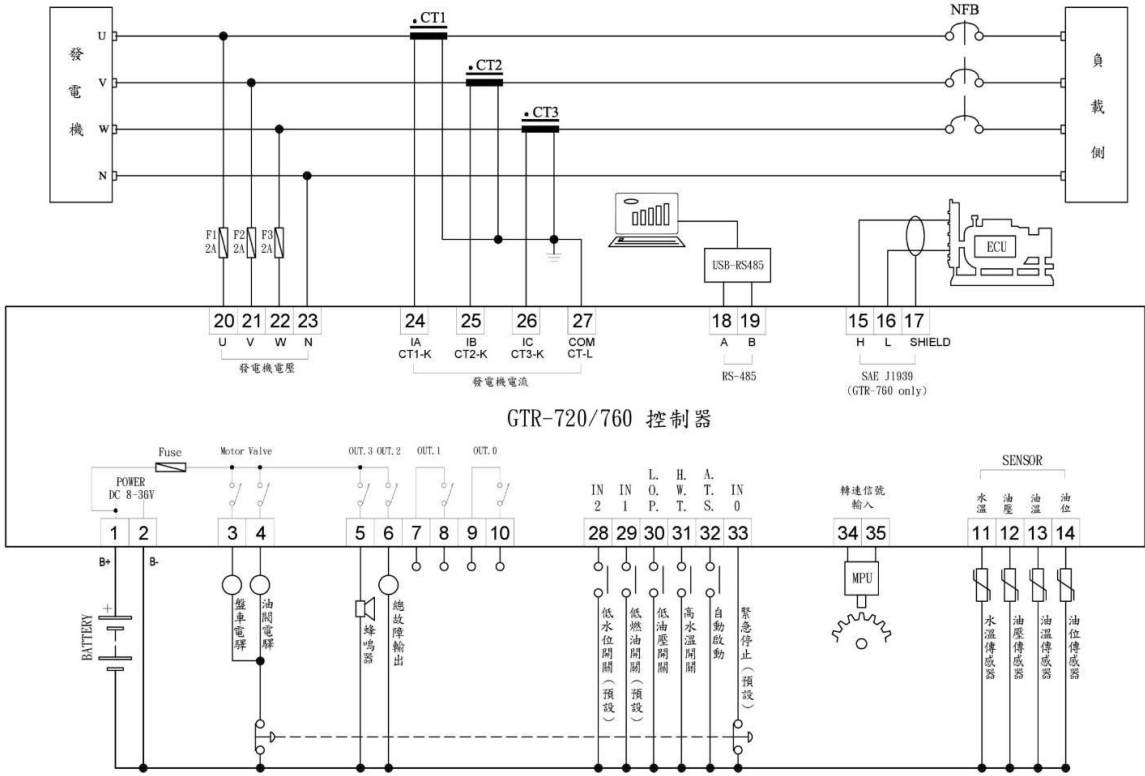 發電機
U
V
W
N
CT1
CT2
CT3
NFB
負載側
F1
2A
F2
2A
F3
2A
USB-RS485
ECU
20 21 22 23
U V W N
發電機電壓
24 25 26 27
IA IB IC COM
CT1-K CT2-K CT3-K CT-L
發電機電流
18 19
A B
RS-485
15 16 17
H L SHIELD
SAE J1939
(GTR-760 only)
GTR-720/760 控制器
Fuse
Motor Valve
OUT.3 OUT.2 OUT.1 OUT.0
POWER
DC 8-36V
IN 2
IN 1
L.O.P.
H.W.T.
A.T.S.
IN 0
轉速信號
輸入
SENSOR
水溫
油壓
油溫
油位
1 2 3 4 5 6 7 8 9 10
28 29 30 31 32 33
34 35
11 12 13 14
B+
B-
+
BATTERY
盤車電驛
油閥電驛
蜂鳴器
總故障輸出
低水位開關(預設)
低燃油開關(預設)
低油壓開關
高水溫開關
自動啟動
緊急停止(預設)
MPU
水溫傳感器
油壓傳感器
油溫傳感器
油位傳感器